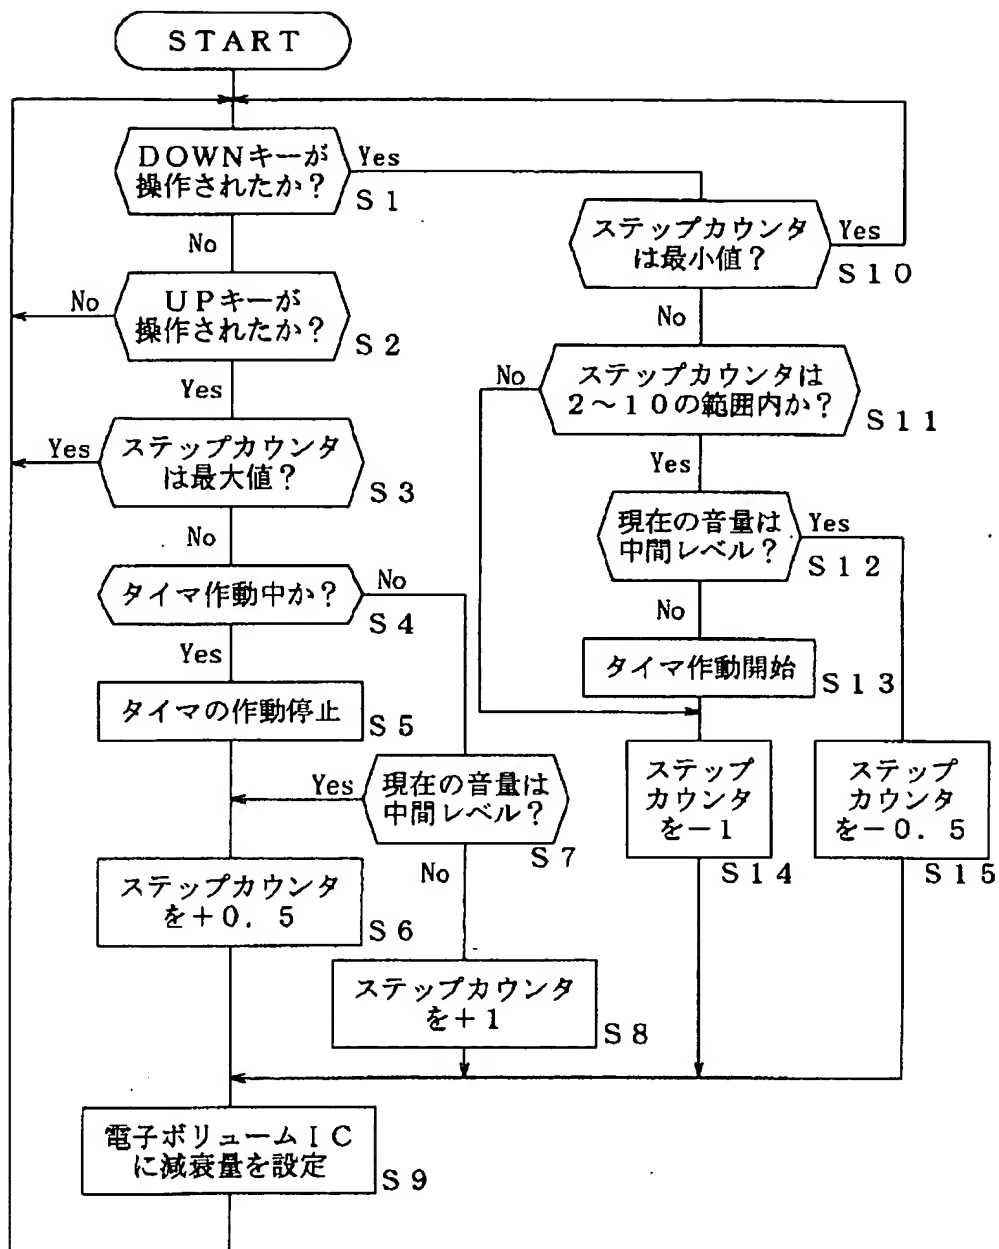 START
DOWNキーが
操作されたか?
Yes
S1
No
UPキーが
操作されたか?
No
S2
Yes
ステップカウンタ
は最大値?
Yes
S3
No
タイマ作動中か?
No
S4
Yes
タイマの作動停止
S5
現在の音量は
中間レベル?
Yes
S7
No
ステップカウンタ
を+0.5
S6
ステップカウンタ
を+1
S8
電子ボリュームIC
に減衰量を設定
S9
ステップカウンタ
は最小値?
Yes
S10
No
ステップカウンタは
2~10の範囲内か?
No
S11
Yes
現在の音量は
中間レベル?
Yes
S12
No
タイマ作動開始
S13
ステップ
カウンタ
を-1
S14
ステップ
カウンタ
を-0.5
S15